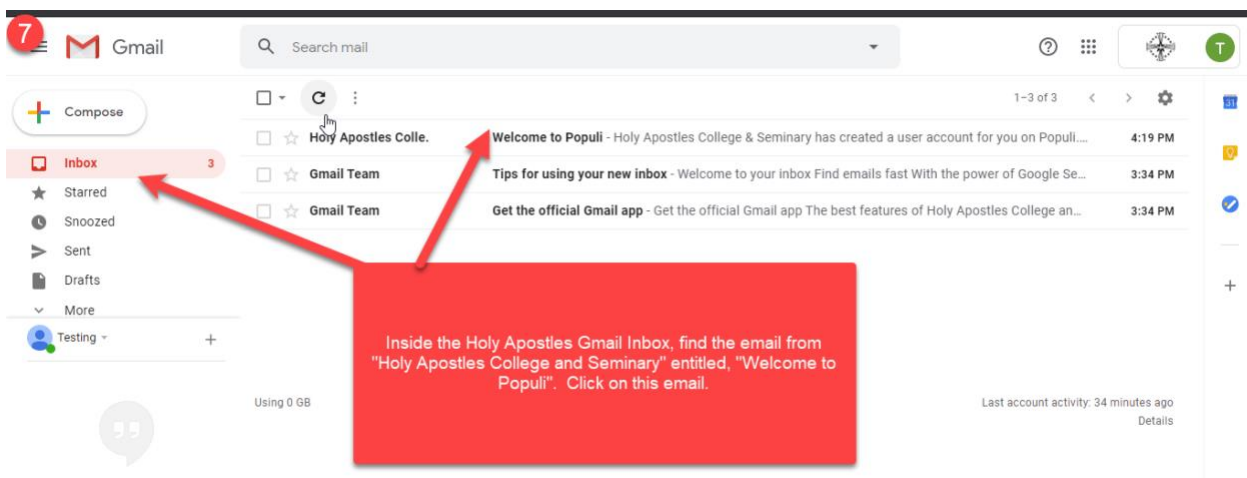 7
Gmail
Search mail
T
Compose
1–3 of 3
31
Holy Apostles Colle. Welcome to Populi - Holy Apostles College & Seminary has created a user account for you on Populi.... 4:19 PM
Inbox 3
Gmail Team Tips for using your new inbox - Welcome to your inbox Find emails fast With the power of Google Se... 3:34 PM
Starred
Gmail Team Get the official Gmail app - Get the official Gmail app The best features of Holy Apostles College an... 3:34 PM
Snoozed
Sent
Drafts
More
Testing
Inside the Holy Apostles Gmail Inbox, find the email from
"Holy Apostles College and Seminary" entitled, "Welcome to
Populi". Click on this email.
Using 0 GB
Last account activity: 34 minutes ago
Details